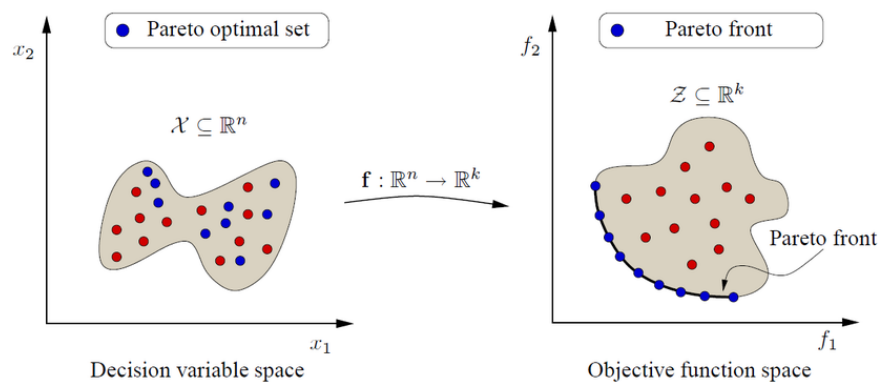 Pareto optimal set
Pareto front
x₂
f₂
𝒳 ⊆ ℝⁿ
𝒵 ⊆ ℝᵏ
𝐟 : ℝⁿ → ℝᵏ
Pareto front
x₁
f₁
Decision variable space
Objective function space